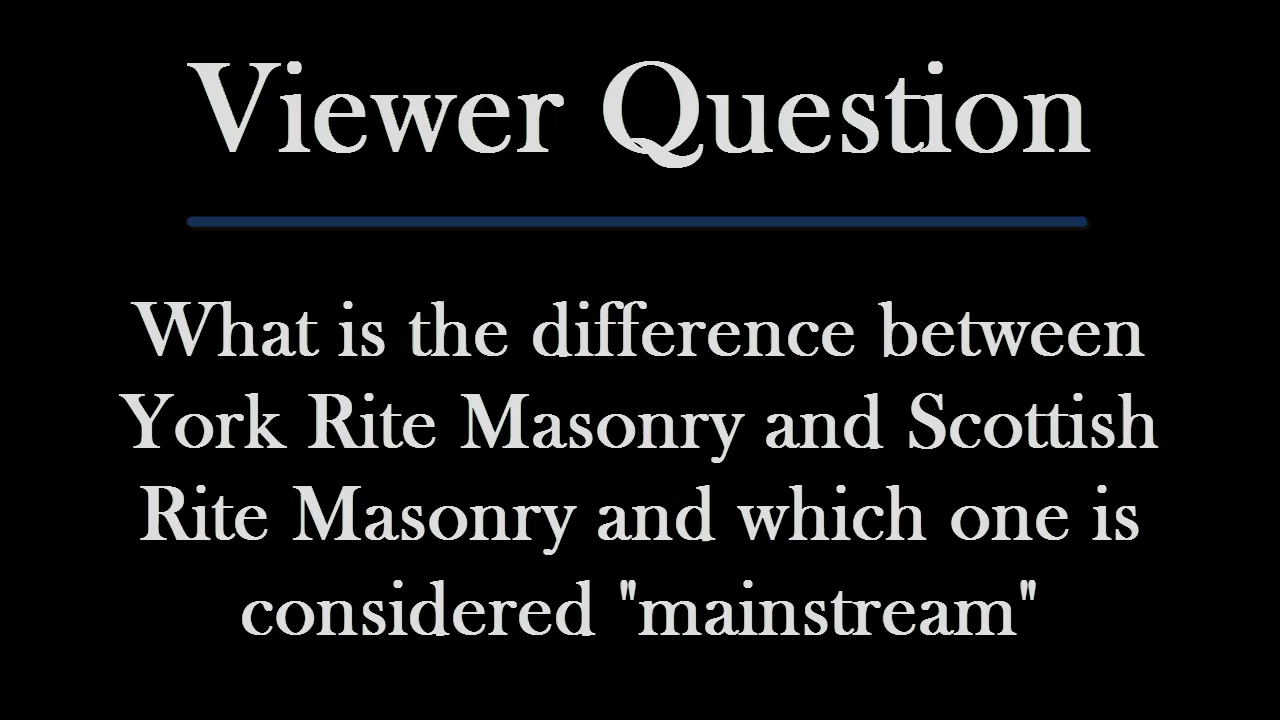 Viewer Question
What is the difference between
York Rite Masonry and Scottish
Rite Masonry and which one is
considered "mainstream"